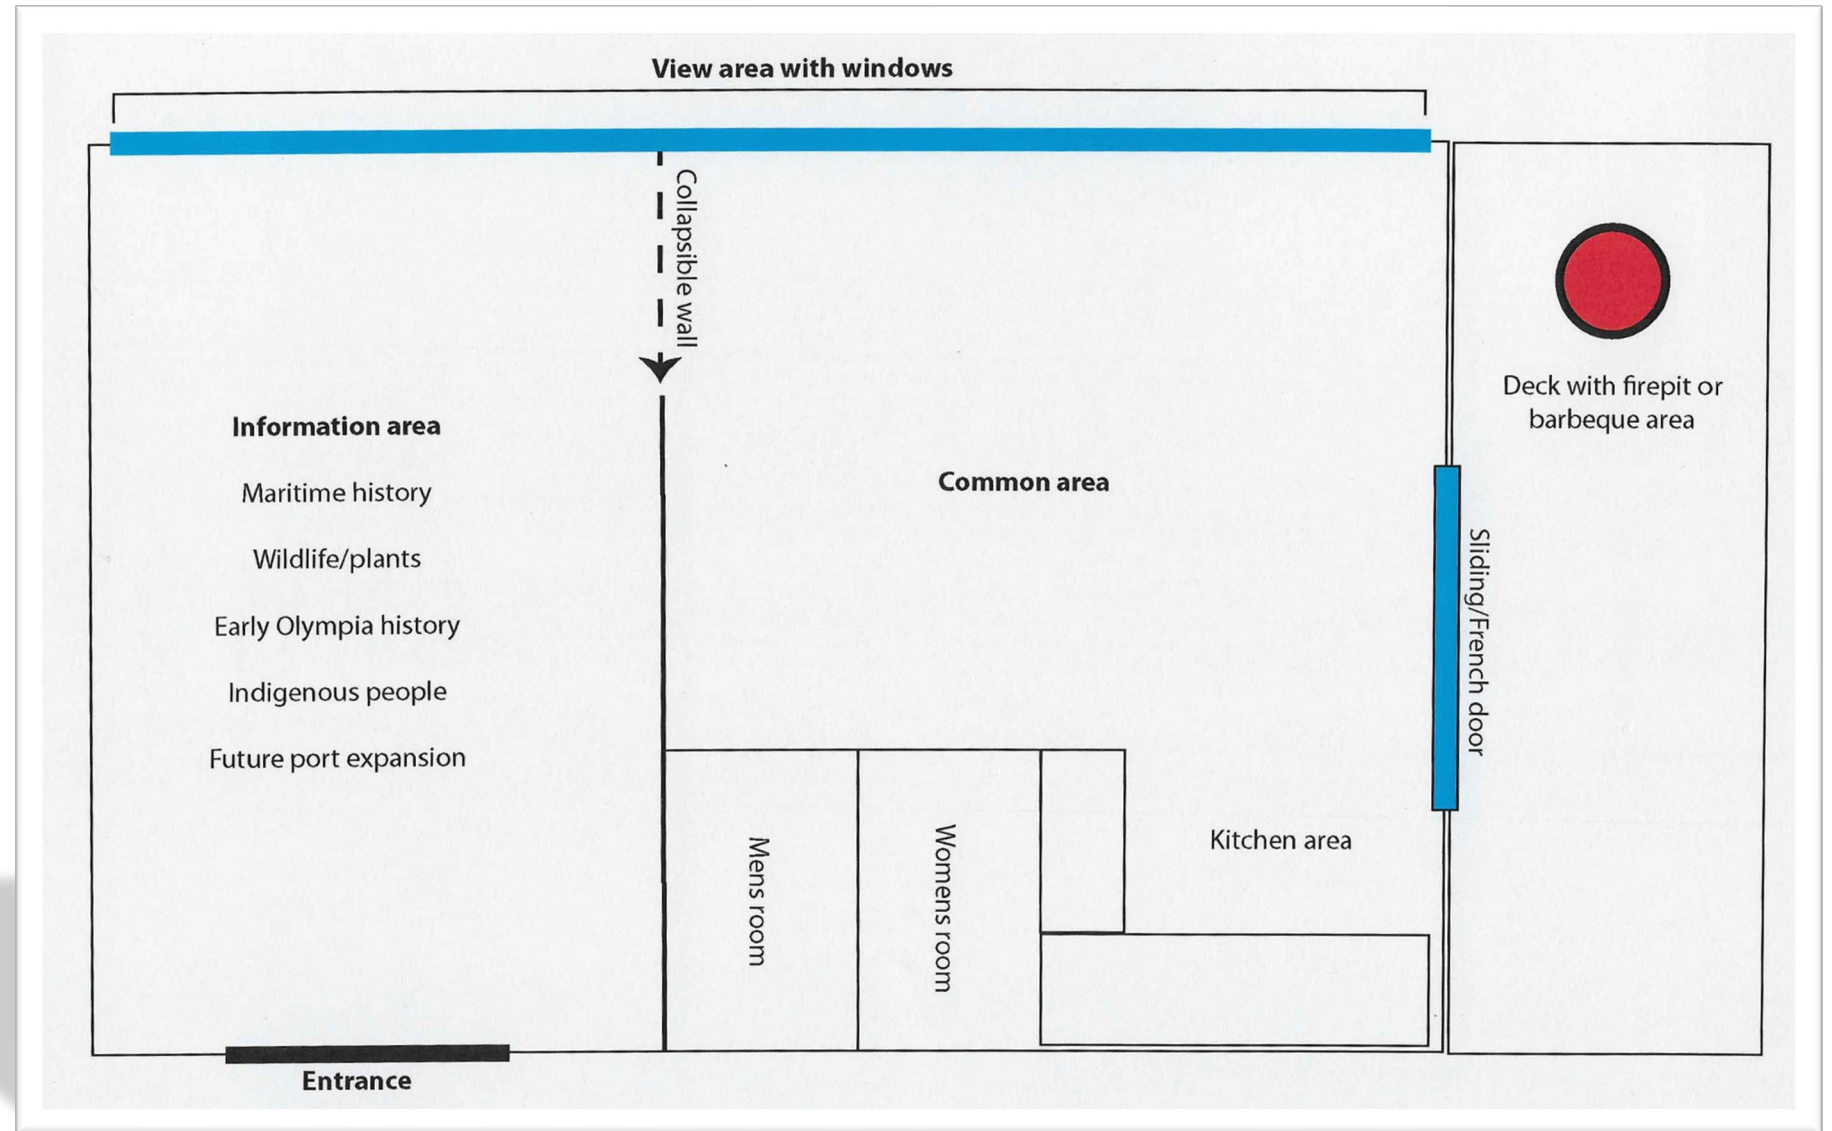 View area with windows
Collapsible wall
Information area
Maritime history
Wildlife/plants
Early Olympia history
Indigenous people
Future port expansion
Common area
Deck with firepit or
barbeque area
Sliding/French door
Mens room
Womens room
Kitchen area
Entrance